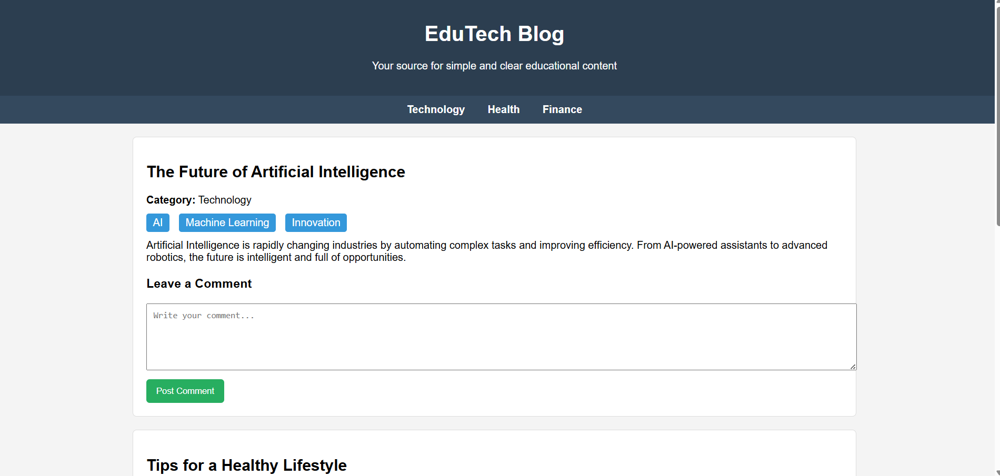 EduTech Blog
Your source for simple and clear educational content
Technology Health Finance
The Future of Artificial Intelligence
Category: Technology
AI Machine Learning Innovation
Artificial Intelligence is rapidly changing industries by automating complex tasks and improving efficiency. From AI-powered assistants to advanced
robotics, the future is intelligent and full of opportunities.
Leave a Comment
Write your comment...
Post Comment
Tips for a Healthy Lifestyle